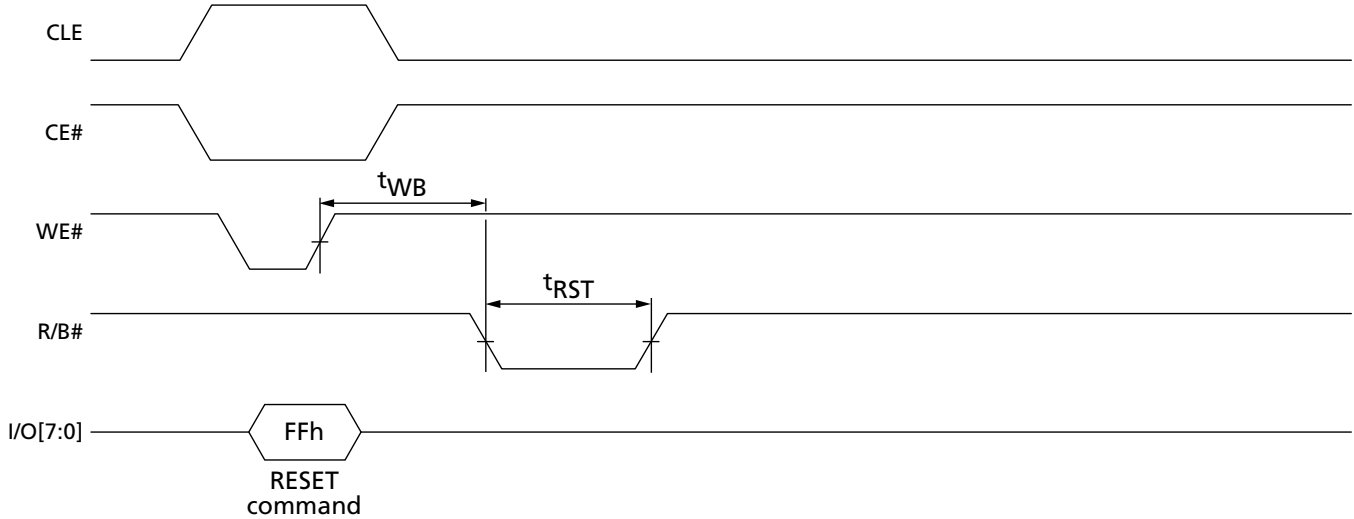 CLE
CE#
tWB
WE#
tRST
R/B#
I/O[7:0]
FFh
RESET
command